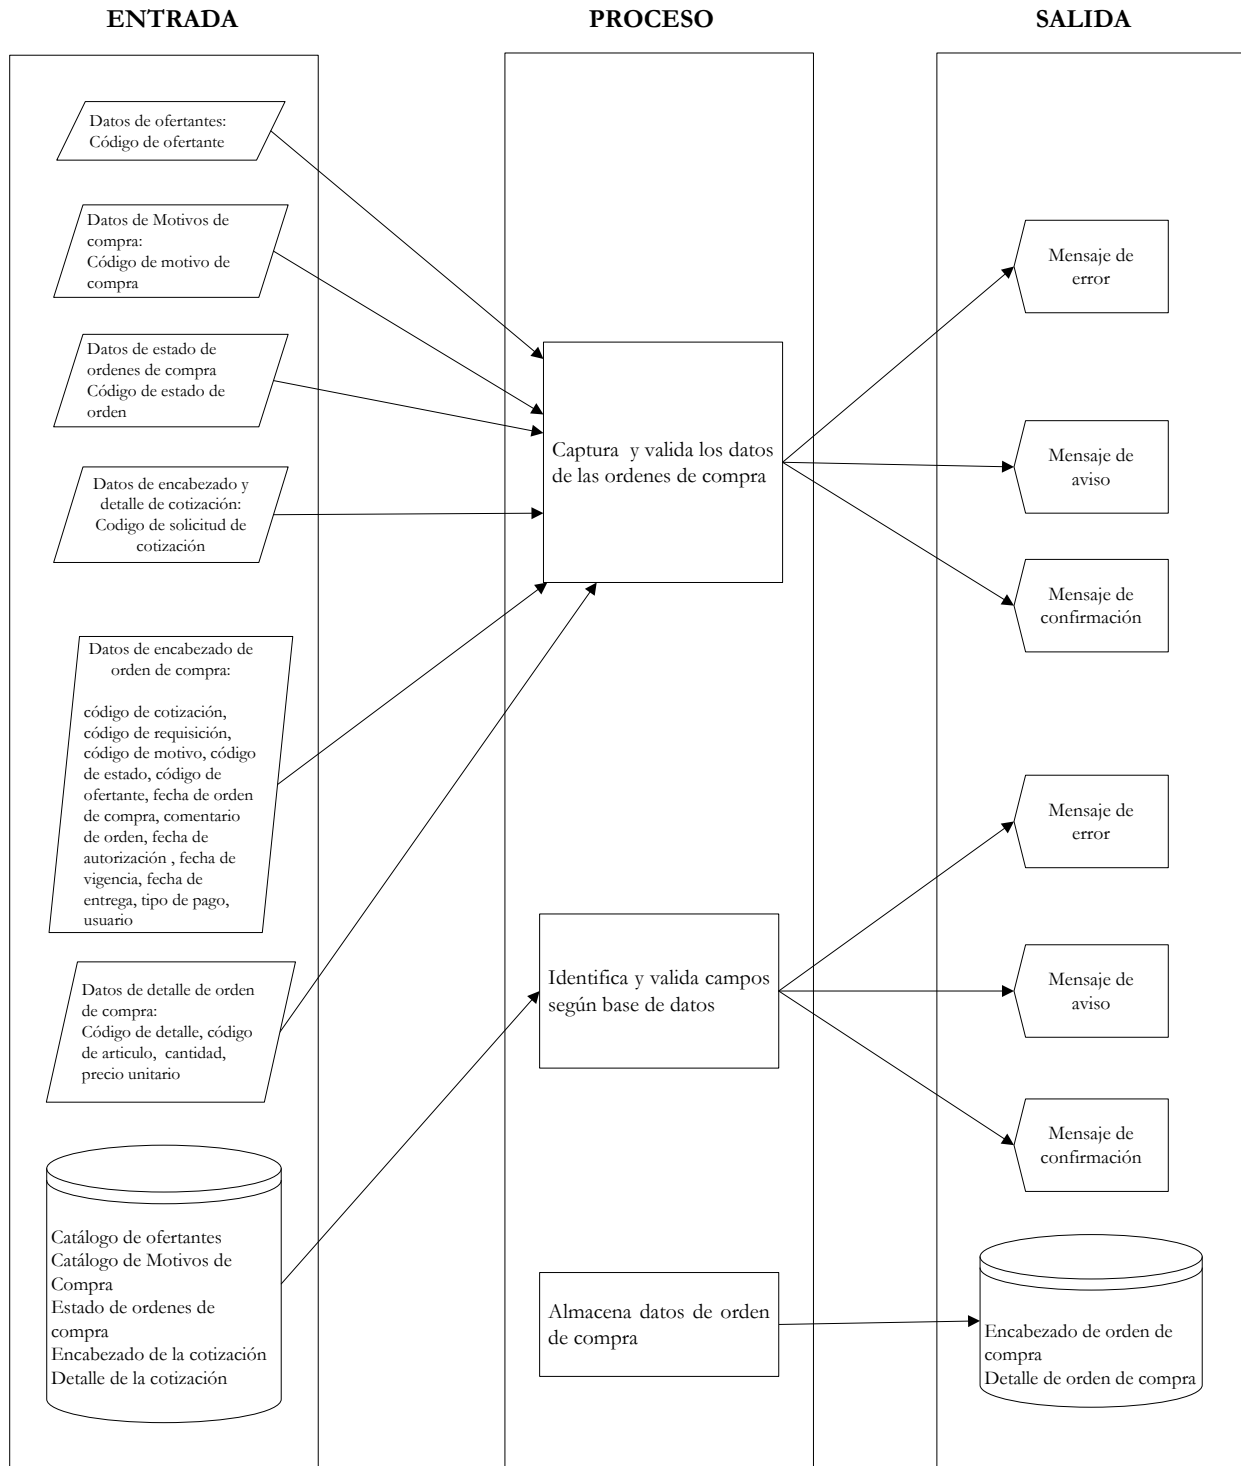 ENTRADA
PROCESO
SALIDA
Datos de ofertantes:
Código de ofertante
Datos de Motivos de
compra:
Código de motivo de
compra
Datos de estado de
ordenes de compra
Código de estado de
orden
Datos de encabezado y
detalle de cotización:
Codigo de solicitud de
cotización
Datos de encabezado de
orden de compra:
código de cotización,
código de requisición,
código de motivo, código
de estado, código de
ofertante, fecha de orden
de compra, comentario
de orden, fecha de
autorización , fecha de
vigencia, fecha de
entrega, tipo de pago,
usuario
Datos de detalle de orden
de compra:
Código de detalle, código
de articulo, cantidad,
precio unitario
Catálogo de ofertantes
Catálogo de Motivos de
Compra
Estado de ordenes de
compra
Encabezado de la cotización
Detalle de la cotización
Captura y valida los datos
de las ordenes de compra
Identifica y valida campos
según base de datos
Almacena datos de orden
de compra
Mensaje de
error
Mensaje de
aviso
Mensaje de
confirmación
Mensaje de
error
Mensaje de
aviso
Mensaje de
confirmación
Encabezado de orden de
compra
Detalle de orden de compra